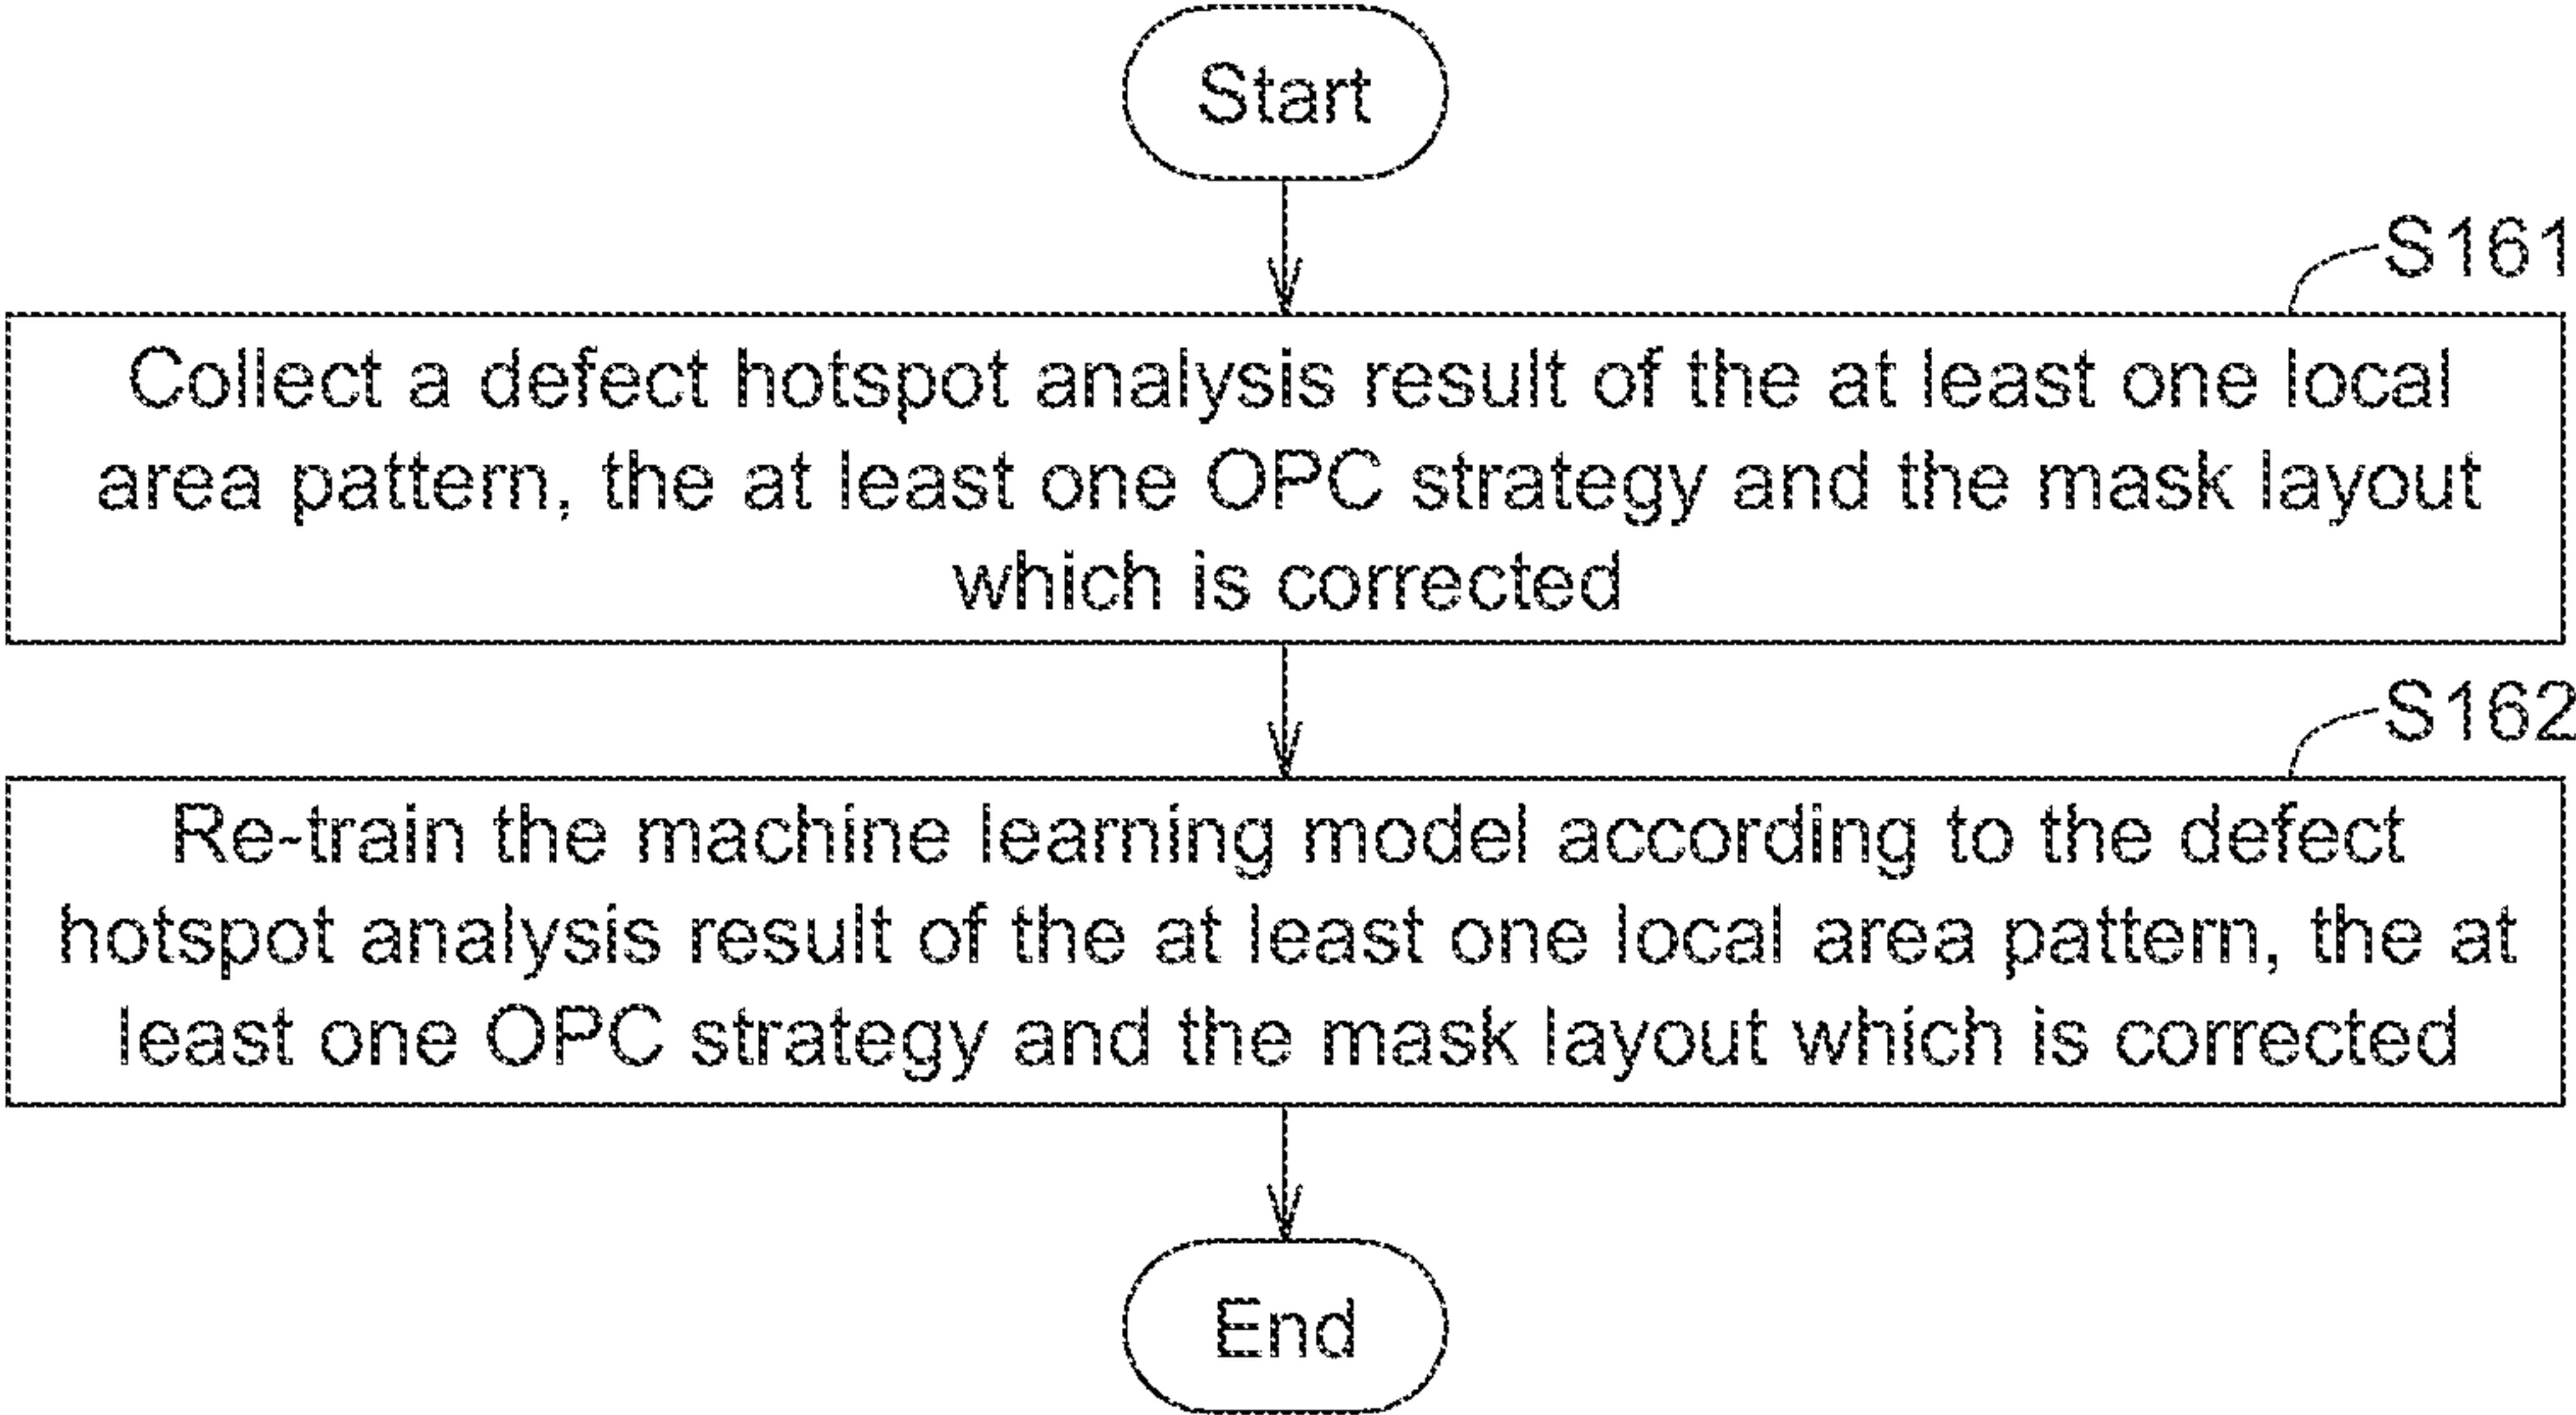 Start
S161
Collect a defect hotspot analysis result of the at least one local
area pattern, the at least one OPC strategy and the mask layout
which is corrected
S162
Re-train the machine learning model according to the defect
hotspot analysis result of the at least one local area pattern, the at
least one OPC strategy and the mask layout which is corrected
End